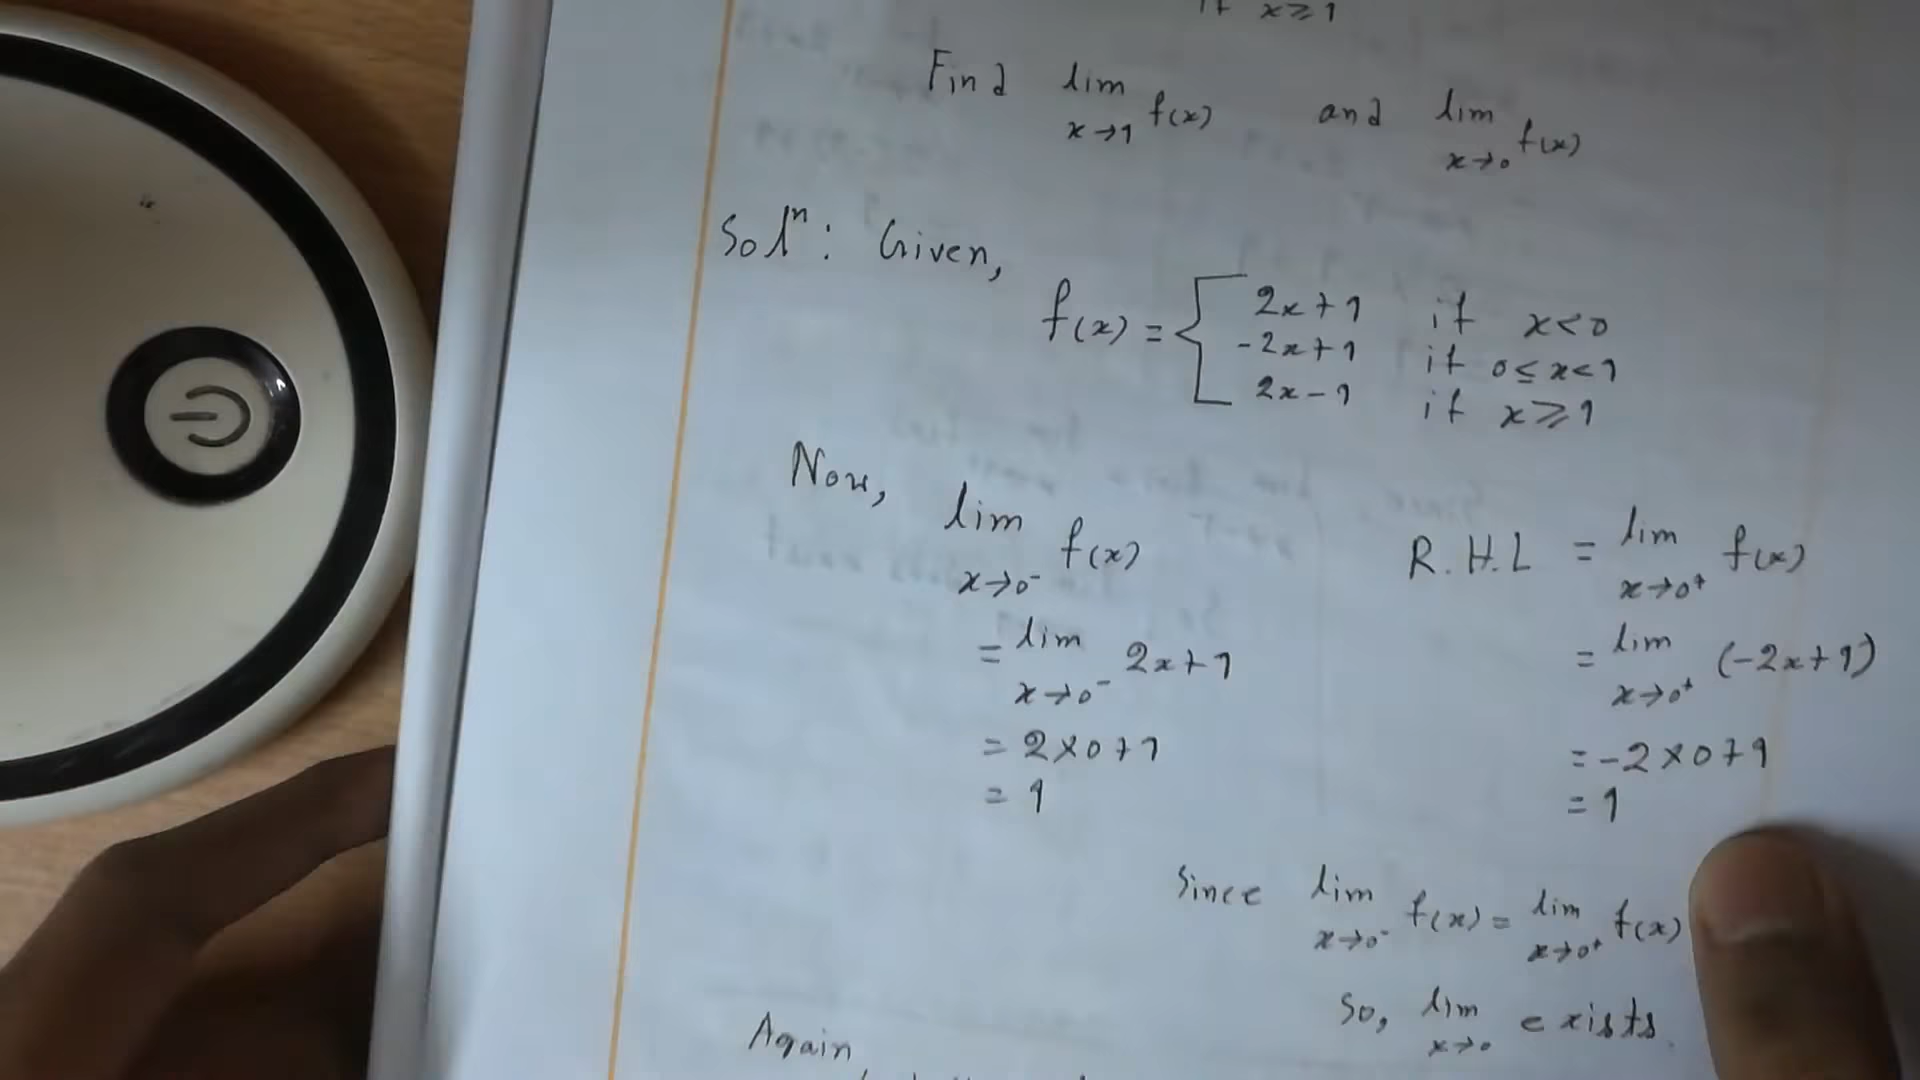 if x≥1
Find lim x→1 f(x) and lim x→0 f(x)
Solⁿ: Given,
f(x) = { 2x+1 if x<0
-2x+1 if 0≤x<1
2x-1 if x≥1
Now, lim x→0⁻ f(x)
= lim x→0⁻ 2x+1
= 2×0+1
= 1
R.H.L = lim x→0⁺ f(x)
= lim x→0⁺ (-2x+1)
= -2×0+1
= 1
Since lim x→0⁻ f(x) = lim x→0⁺ f(x)
So, lim x→0 exists.
Again